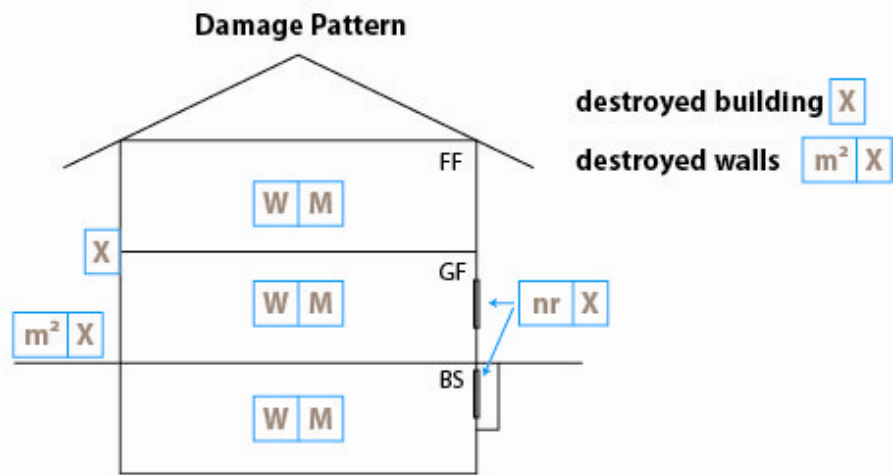 Damage Pattern
destroyed building X
destroyed walls m² X
FF
W M
X
GF
W M
nr X
m² X
BS
W M